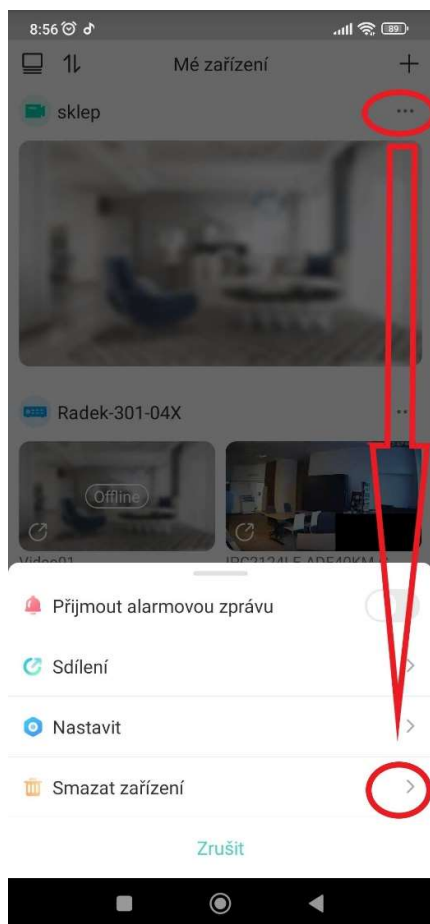 8:56
89
Mé zařízení
sklep
Radek-301-04X
Offline
Přijmout alarmovou zprávu
Sdílení
Nastavit
Smazat zařízení
Zrušit